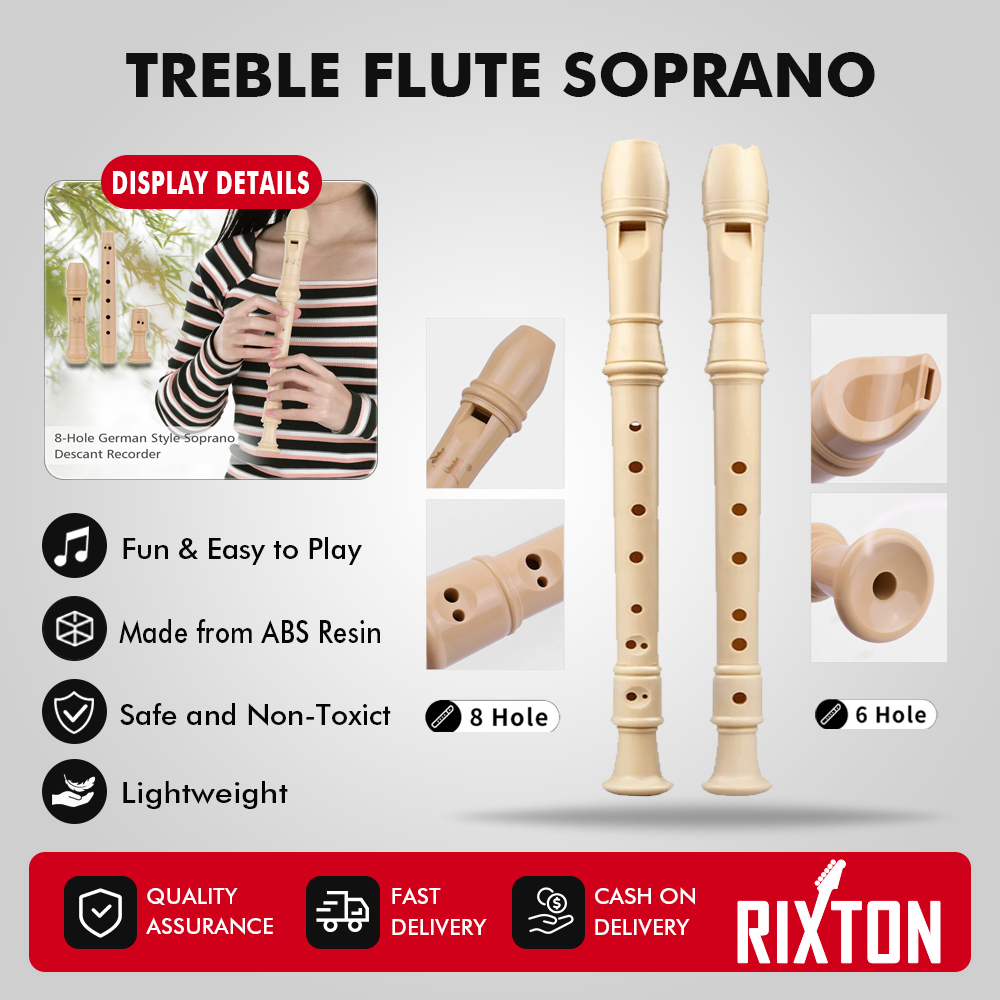 TREBLE FLUTE SOPRANO
DISPLAY DETAILS
8-Hole German Style Soprano
Descant Recorder
Fun & Easy to Play
Made from ABS Resin
Safe and Non-Toxict
Lightweight
8 Hole
6 Hole
QUALITY
ASSURANCE
FAST
DELIVERY
CASH ON
DELIVERY
RIXTON